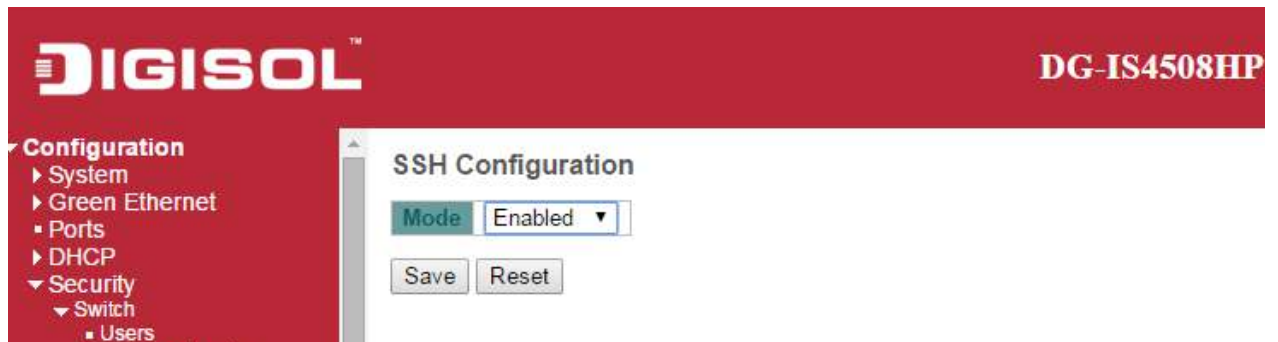 DIGISOL™
DG-IS4508HP
Configuration
System
Green Ethernet
Ports
DHCP
Security
Switch
Users
SSH Configuration
Mode Enabled
Save Reset